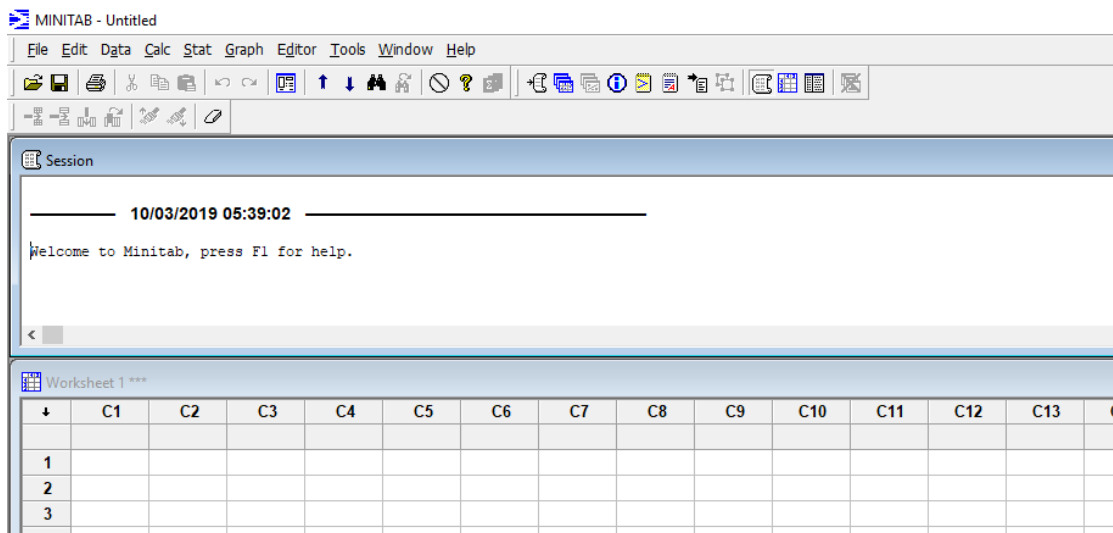 MINITAB - Untitled
File Edit Data Calc Stat Graph Editor Tools Window Help
Session
10/03/2019 05:39:02
Welcome to Minitab, press F1 for help.
Worksheet 1 ***
C1 C2 C3 C4 C5 C6 C7 C8 C9 C10 C11 C12 C13
1
2
3